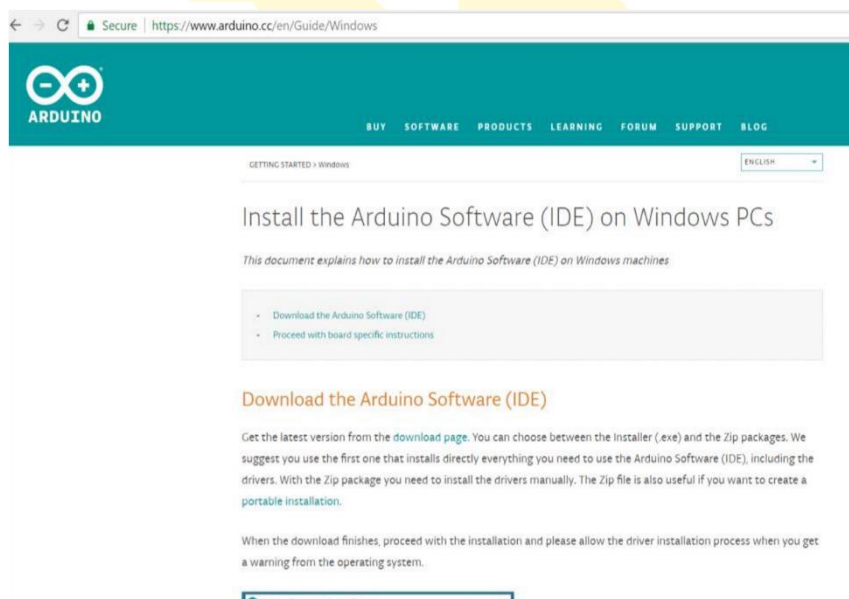 Secure | https://www.arduino.cc/en/Guide/Windows
ARDUINO
BUY SOFTWARE PRODUCTS LEARNING FORUM SUPPORT BLOG
GETTING STARTED > Windows
ENGLISH
Install the Arduino Software (IDE) on Windows PCs
This document explains how to install the Arduino Software (IDE) on Windows machines
- Download the Arduino Software (IDE)
- Proceed with board specific instructions
Download the Arduino Software (IDE)
Get the latest version from the download page. You can choose between the Installer (.exe) and the Zip packages. We
suggest you use the first one that installs directly everything you need to use the Arduino Software (IDE), including the
drivers. With the Zip package you need to install the drivers manually. The Zip file is also useful if you want to create a
portable installation.
When the download finishes, proceed with the installation and please allow the driver installation process when you get
a warning from the operating system.